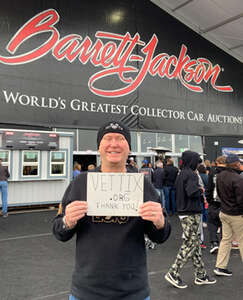 Barrett-Jackson
WORLD'S GREATEST COLLECTOR CAR AUCTIONS
VETTIX
.ORG
THANK YOU!